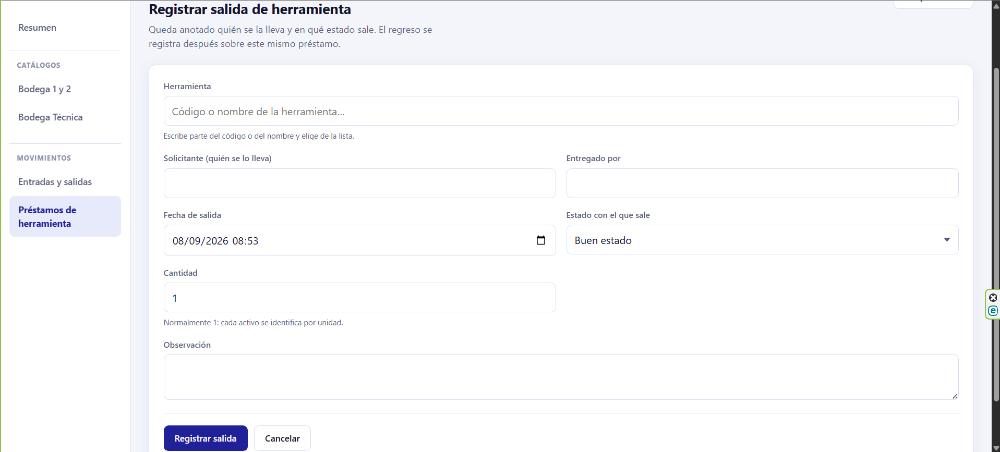 Registrar salida de herramienta
Queda anotado quién se la lleva y en qué estado sale. El regreso se
registra después sobre este mismo préstamo.
Resumen
CATÁLOGOS
Bodega 1 y 2
Bodega Técnica
MOVIMIENTOS
Entradas y salidas
Préstamos de
herramienta
Herramienta
Código o nombre de la herramienta...
Escribe parte del código o del nombre y elige de la lista.
Solicitante (quién se lo lleva)
Entregado por
Fecha de salida
08/09/2026 08:53
Estado con el que sale
Buen estado
Cantidad
1
Normalmente 1: cada activo se identifica por unidad.
Observación
Registrar salida
Cancelar